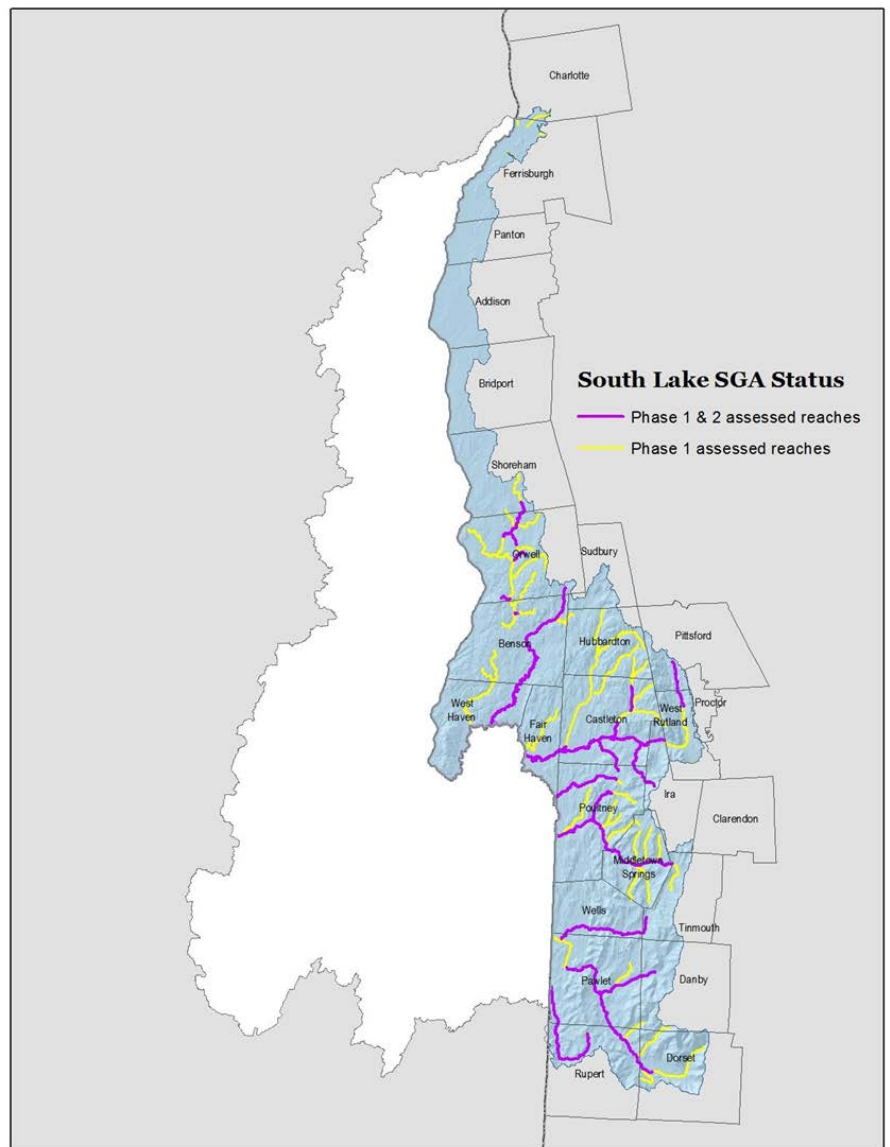 Charlotte
Ferrisburgh
Panton
Addison
Bridport
South Lake SGA Status
Phase 1 & 2 assessed reaches
Phase 1 assessed reaches
Shoreham
Orwell
Sudbury
Benson
Hubbardton
Pittsford
West
Haven
Fair
Haven
Castleton
West
Rutland
Proctor
Ira
Poultney
Clarendon
Middletown
Springs
Wells
Tinmouth
Pawlet
Danby
Dorset
Rupert